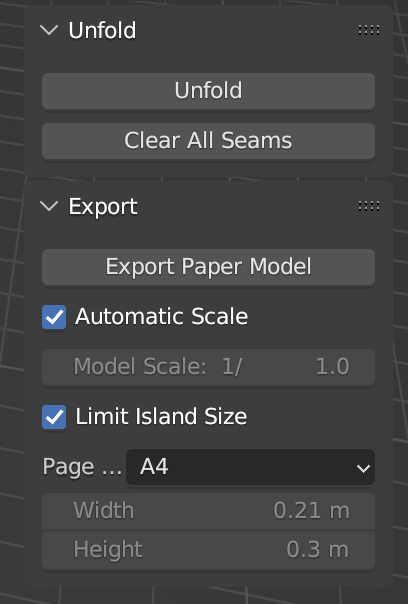 Unfold
Unfold
Clear All Seams
Export
Export Paper Model
Automatic Scale
Model Scale: 1/ 1.0
Limit Island Size
Page ... A4
Width 0.21 m
Height 0.3 m